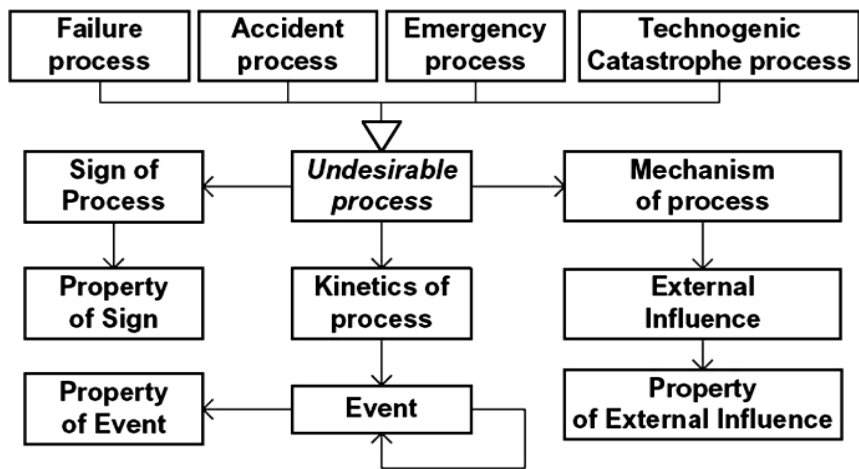 Failure
process
Accident
process
Emergency
process
Technogenic
Catastrophe process
Sign of
Process
Undesirable
process
Mechanism
of process
Property
of Sign
Kinetics of
process
External
Influence
Property
of Event
Event
Property
of External Influence